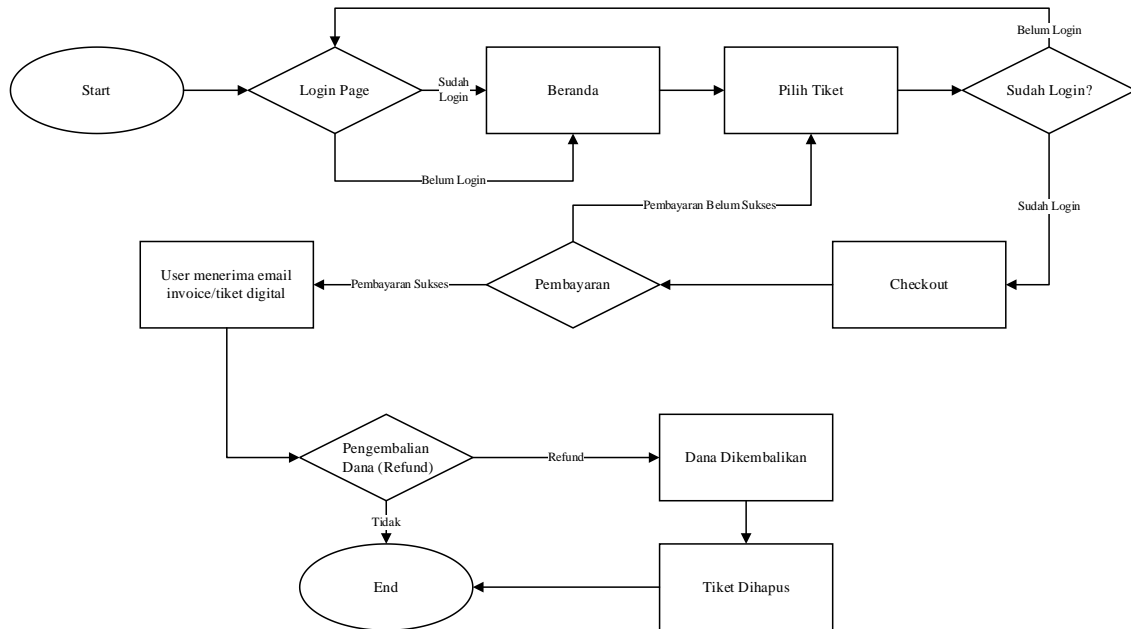 Belum Login
Start
Login Page
Sudah
Login
Beranda
Pilih Tiket
Sudah Login?
Belum Login
Pembayaran Belum Sukses
Sudah Login
User menerima email
invoice/tiket digital
Pembayaran Sukses
Pembayaran
Checkout
Pengembalian
Dana (Refund)
Refund
Dana Dikembalikan
Tidak
End
Tiket Dihapus